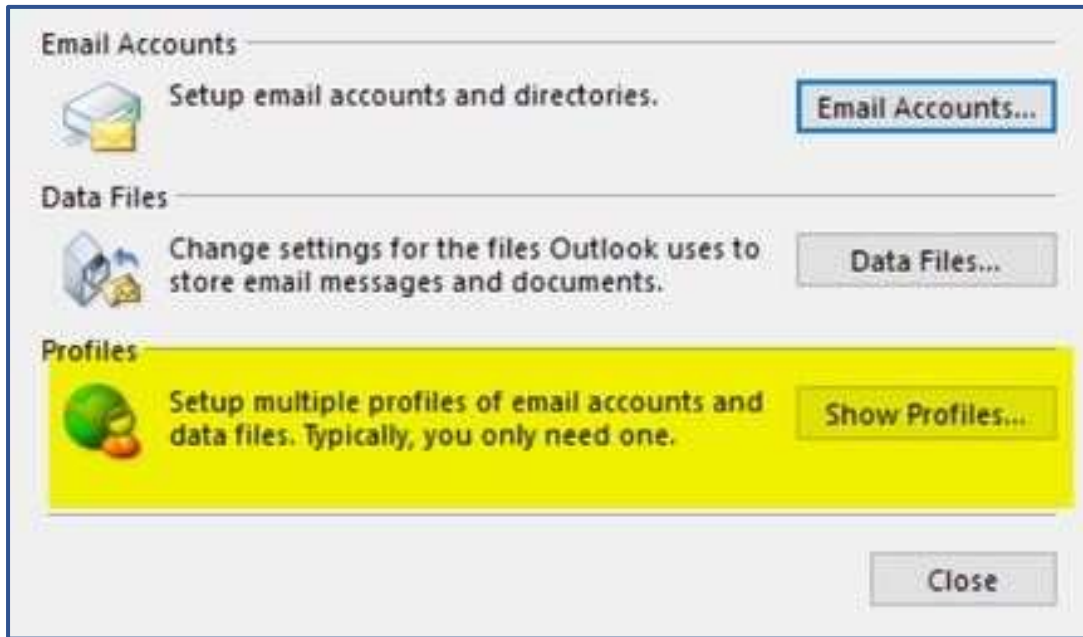 Email Accounts
Setup email accounts and directories.
Email Accounts...
Data Files
Change settings for the files Outlook uses to
store email messages and documents.
Data Files...
Profiles
Setup multiple profiles of email accounts and
data files. Typically, you only need one.
Show Profiles...
Close